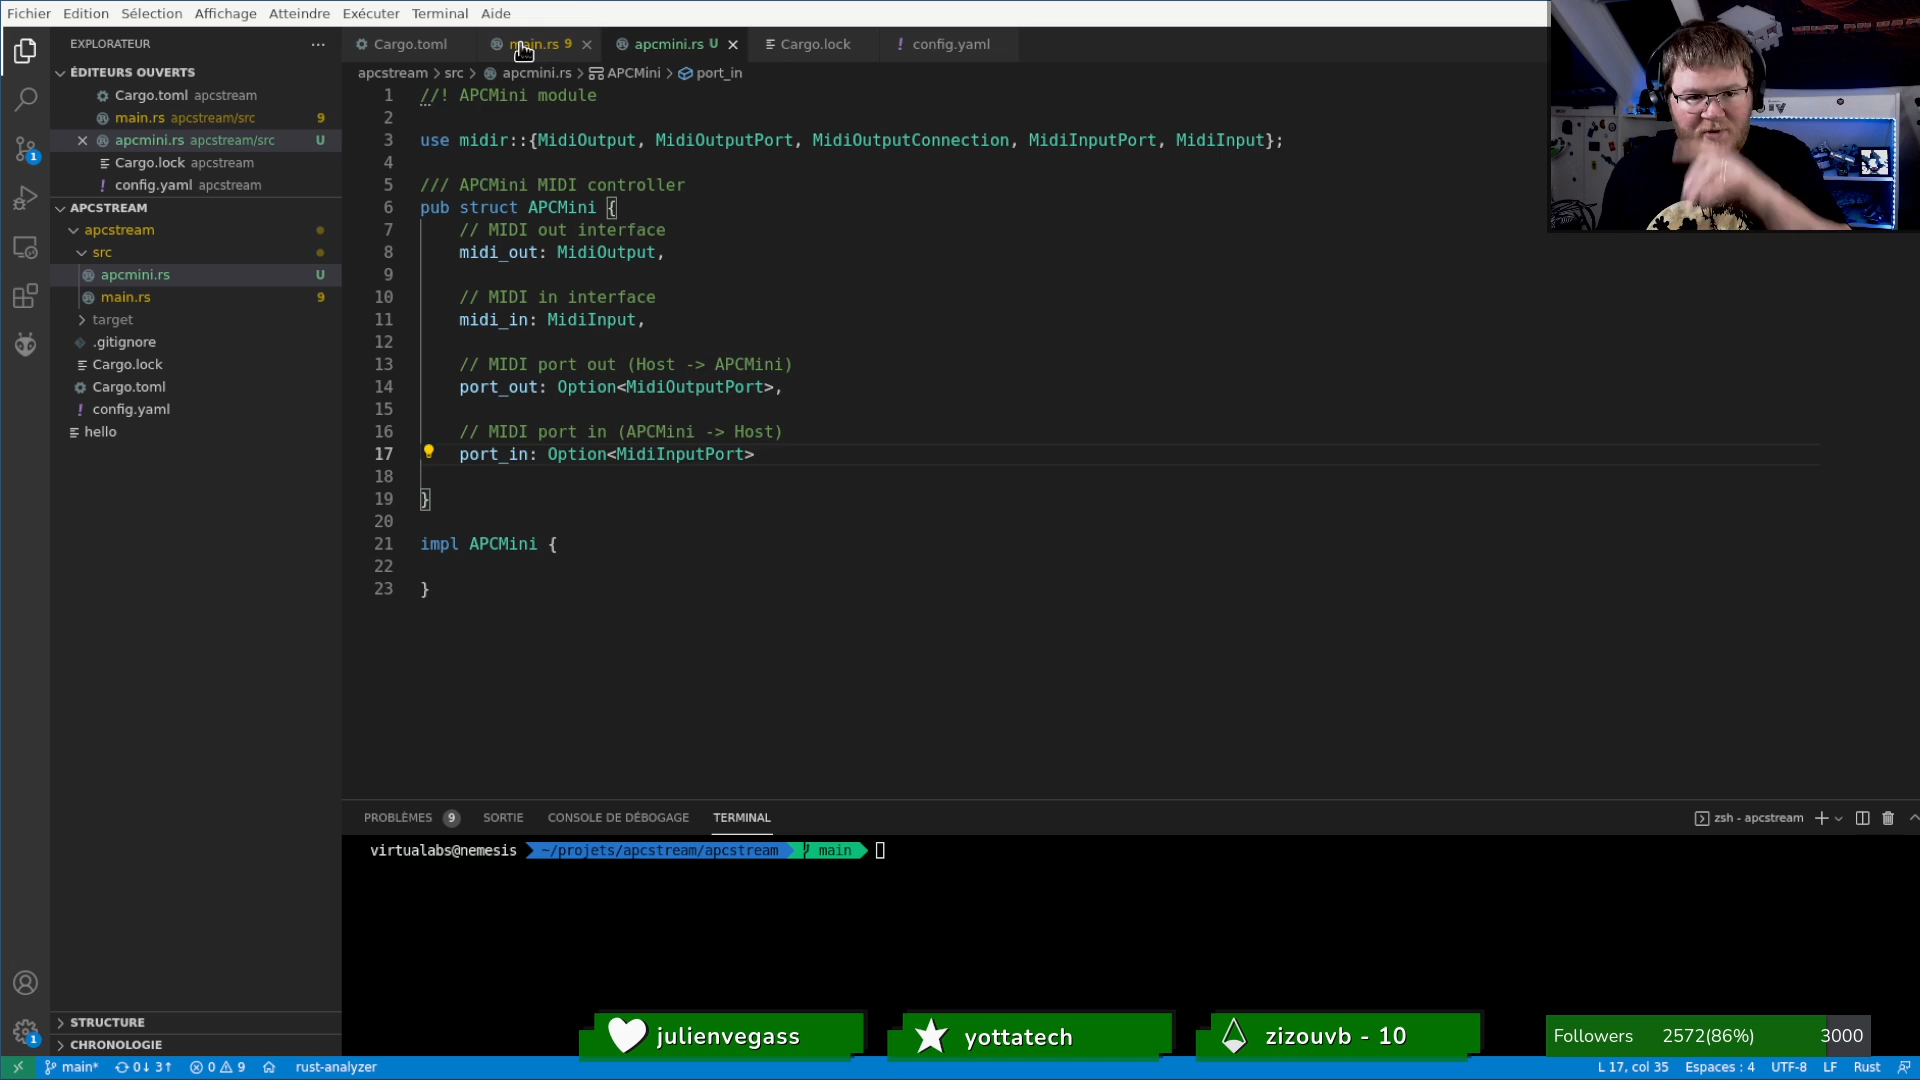 Fichier Edition Sélection Affichage Atteindre Exécuter Terminal Aide
EXPLORATEUR
ÉDITEURS OUVERTS
Cargo.toml apcstream
main.rs apcstream/src 9
apcmini.rs apcstream/src U
Cargo.lock apcstream
! config.yaml apcstream
APCSTREAM
apcstream
src
apcmini.rs U
main.rs 9
target
.gitignore
Cargo.lock
Cargo.toml
! config.yaml
hello
STRUCTURE
CHRONOLOGIE
Cargo.toml main.rs 9 apcmini.rs U Cargo.lock ! config.yaml
apcstream > src > apcmini.rs > APCMini > port_in
1 //! APCMini module
2
3 use midir::{MidiOutput, MidiOutputPort, MidiOutputConnection, MidiInputPort, MidiInput};
4
5 /// APCMini MIDI controller
6 pub struct APCMini {
7 // MIDI out interface
8 midi_out: MidiOutput,
9
10 // MIDI in interface
11 midi_in: MidiInput,
12
13 // MIDI port out (Host -> APCMini)
14 port_out: Option<MidiOutputPort>,
15
16 // MIDI port in (APCMini -> Host)
17 port_in: Option<MidiInputPort>
18
19 }
20
21 impl APCMini {
22
23 }
PROBLÈMES 9 SORTIE CONSOLE DE DÉBOGAGE TERMINAL
zsh - apcstream
virtualabs@nemesis ~/projets/apcstream/apcstream main
julienvegass
yottatech
zizouvb - 10
Followers 2572(86%) 3000
1
1
main* 0↓ 3↑ 0 9 rust-analyzer
L 17, col 35 Espaces : 4 UTF-8 LF Rust